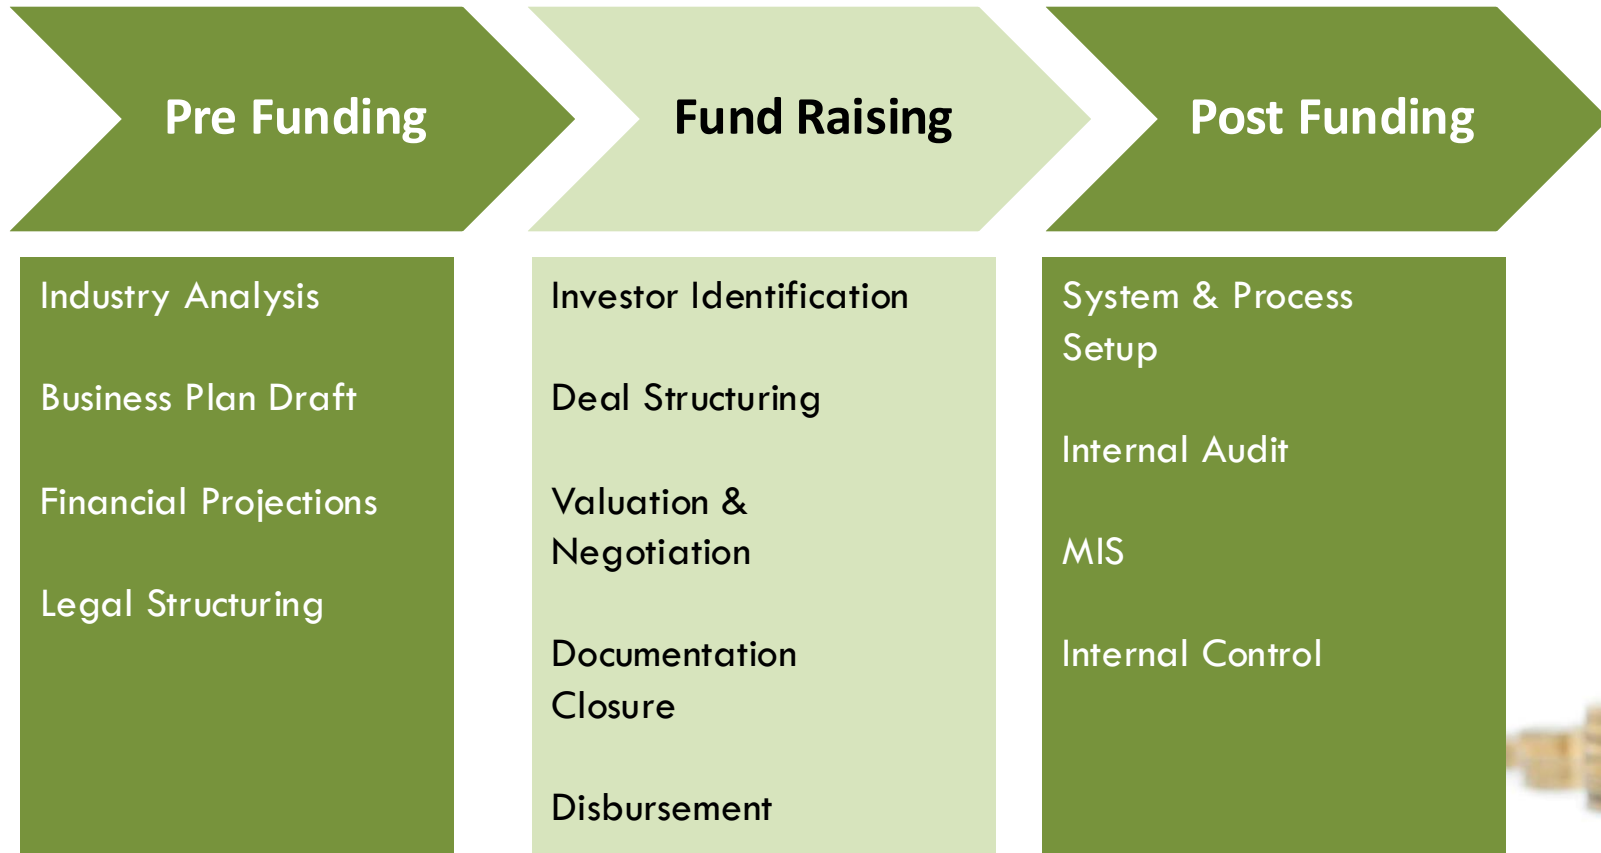 Pre Funding
Fund Raising
Post Funding
Industry Analysis
Business Plan Draft
Financial Projections
Legal Structuring
Investor Identification
Deal Structuring
Valuation &
Negotiation
Documentation
Closure
Disbursement
System & Process
Setup
Internal Audit
MIS
Internal Control